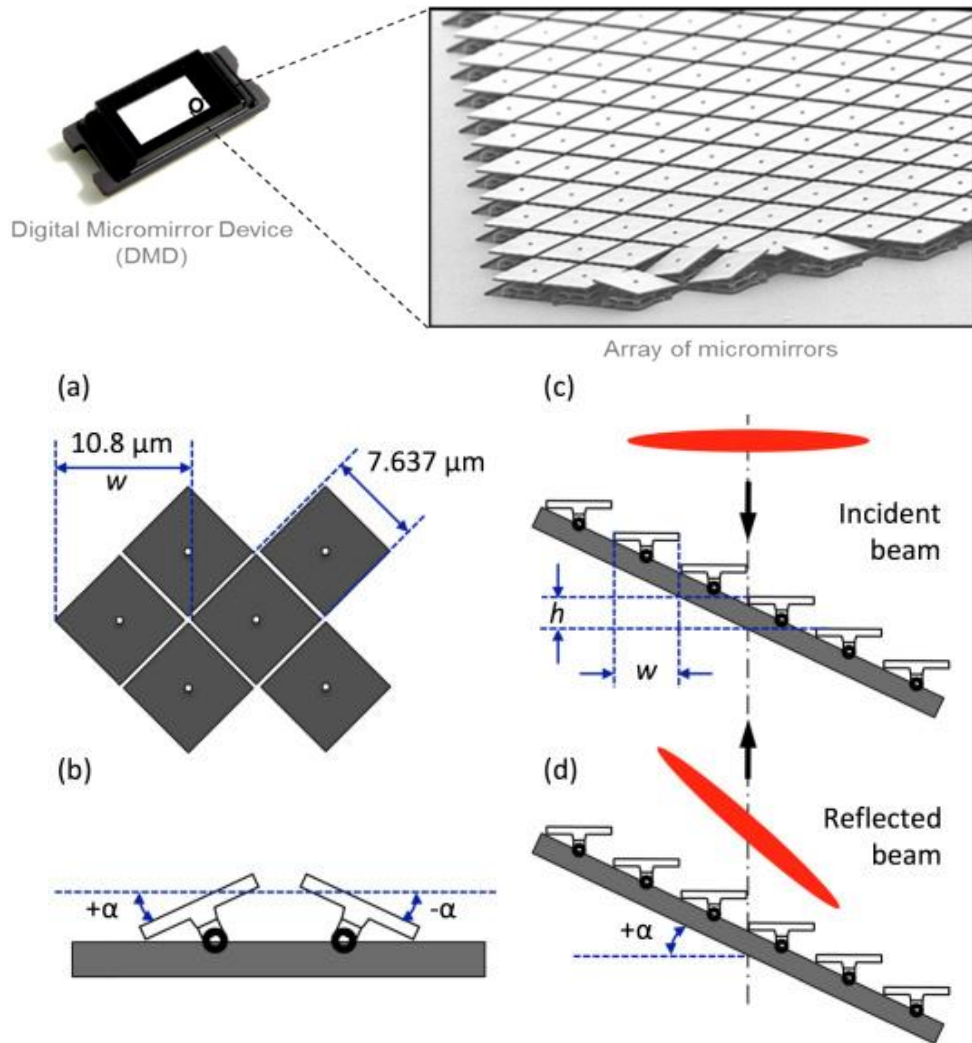 Digital Micromirror Device
(DMD)
Array of micromirrors
(a)
10.8 μm
w
7.637 μm
(b)
+α
-α
(c)
Incident
beam
h
w
(d)
Reflected
beam
+α